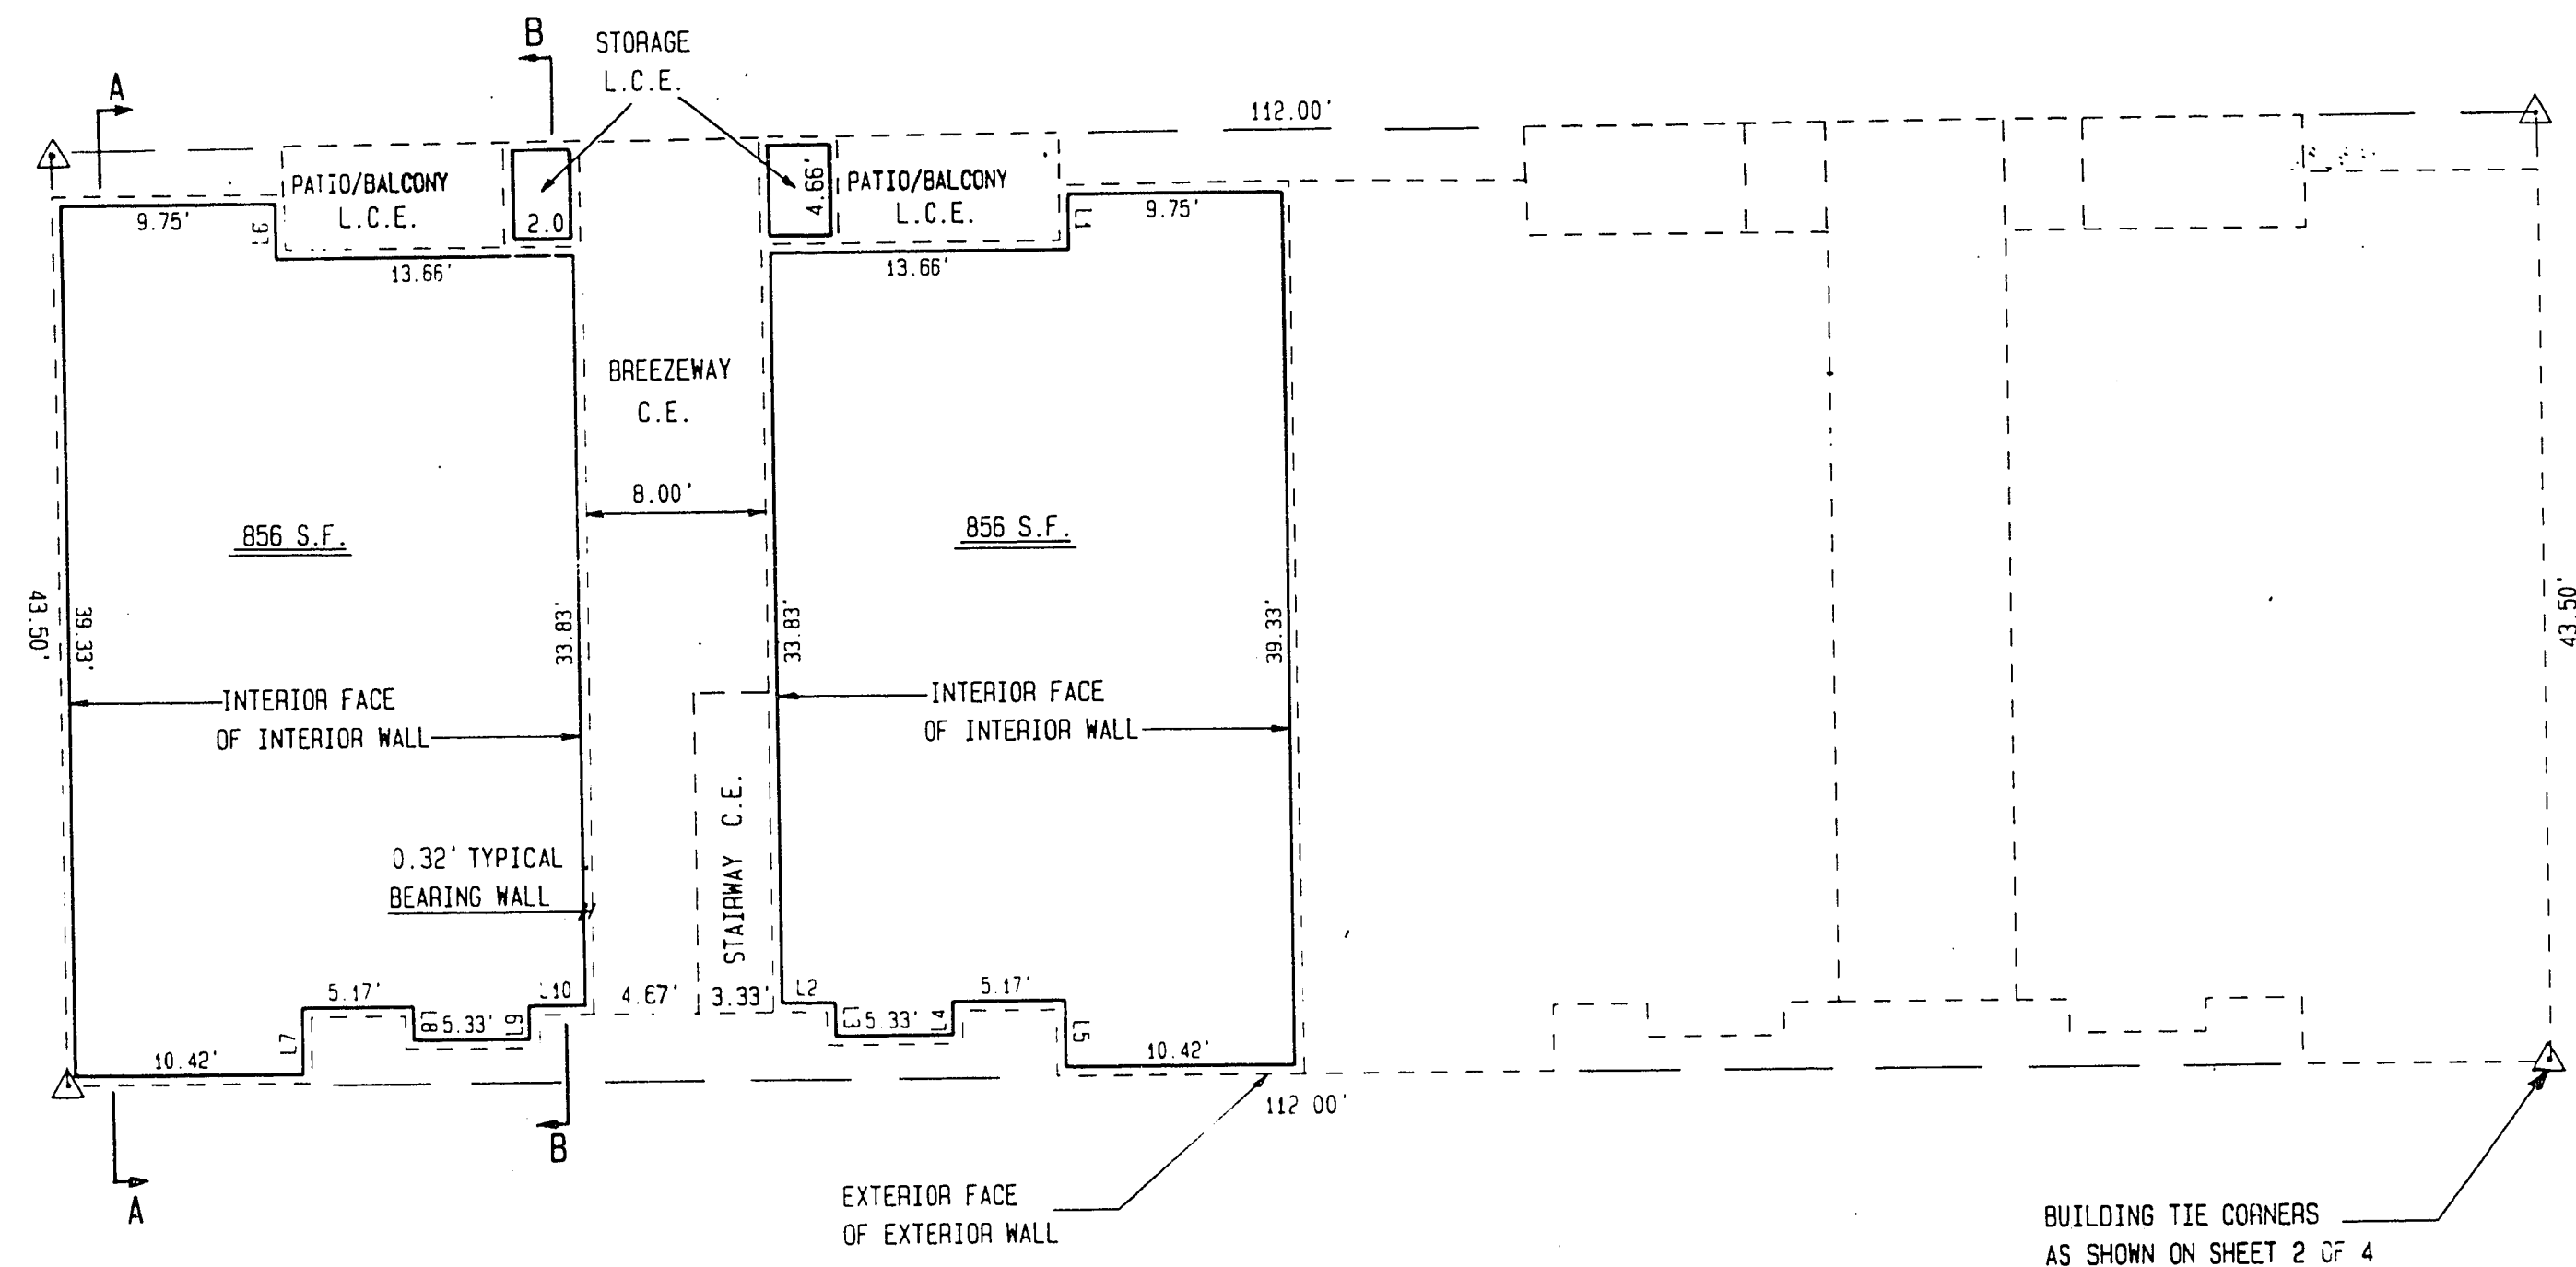 B
STORAGE
L.C.E.
A
112.00'
PATIO/BALCONY
L.C.E.
4.66'
PATIO/BALCONY
L.C.E.
9.75'
L6
2.0
L1
9.75'
13.66'
13.66'
BREEZEWAY
C.E.
8.00'
856 S.F.
856 S.F.
43.50'
39.33'
33.83'
33.83'
39.33'
43.50'
INTERIOR FACE
OF INTERIOR WALL
INTERIOR FACE
OF INTERIOR WALL
STAIRWAY C.E.
0.32' TYPICAL
BEARING WALL
5.17'
L10
4.67'
3.33'
L2
5.17'
L7
L8
5.33'
L9
L3
5.33'
L4
L5
10.42'
10.42'
112 00'
B
A
EXTERIOR FACE
OF EXTERIOR WALL
BUILDING TIE CORNERS
AS SHOWN ON SHEET 2 OF 4